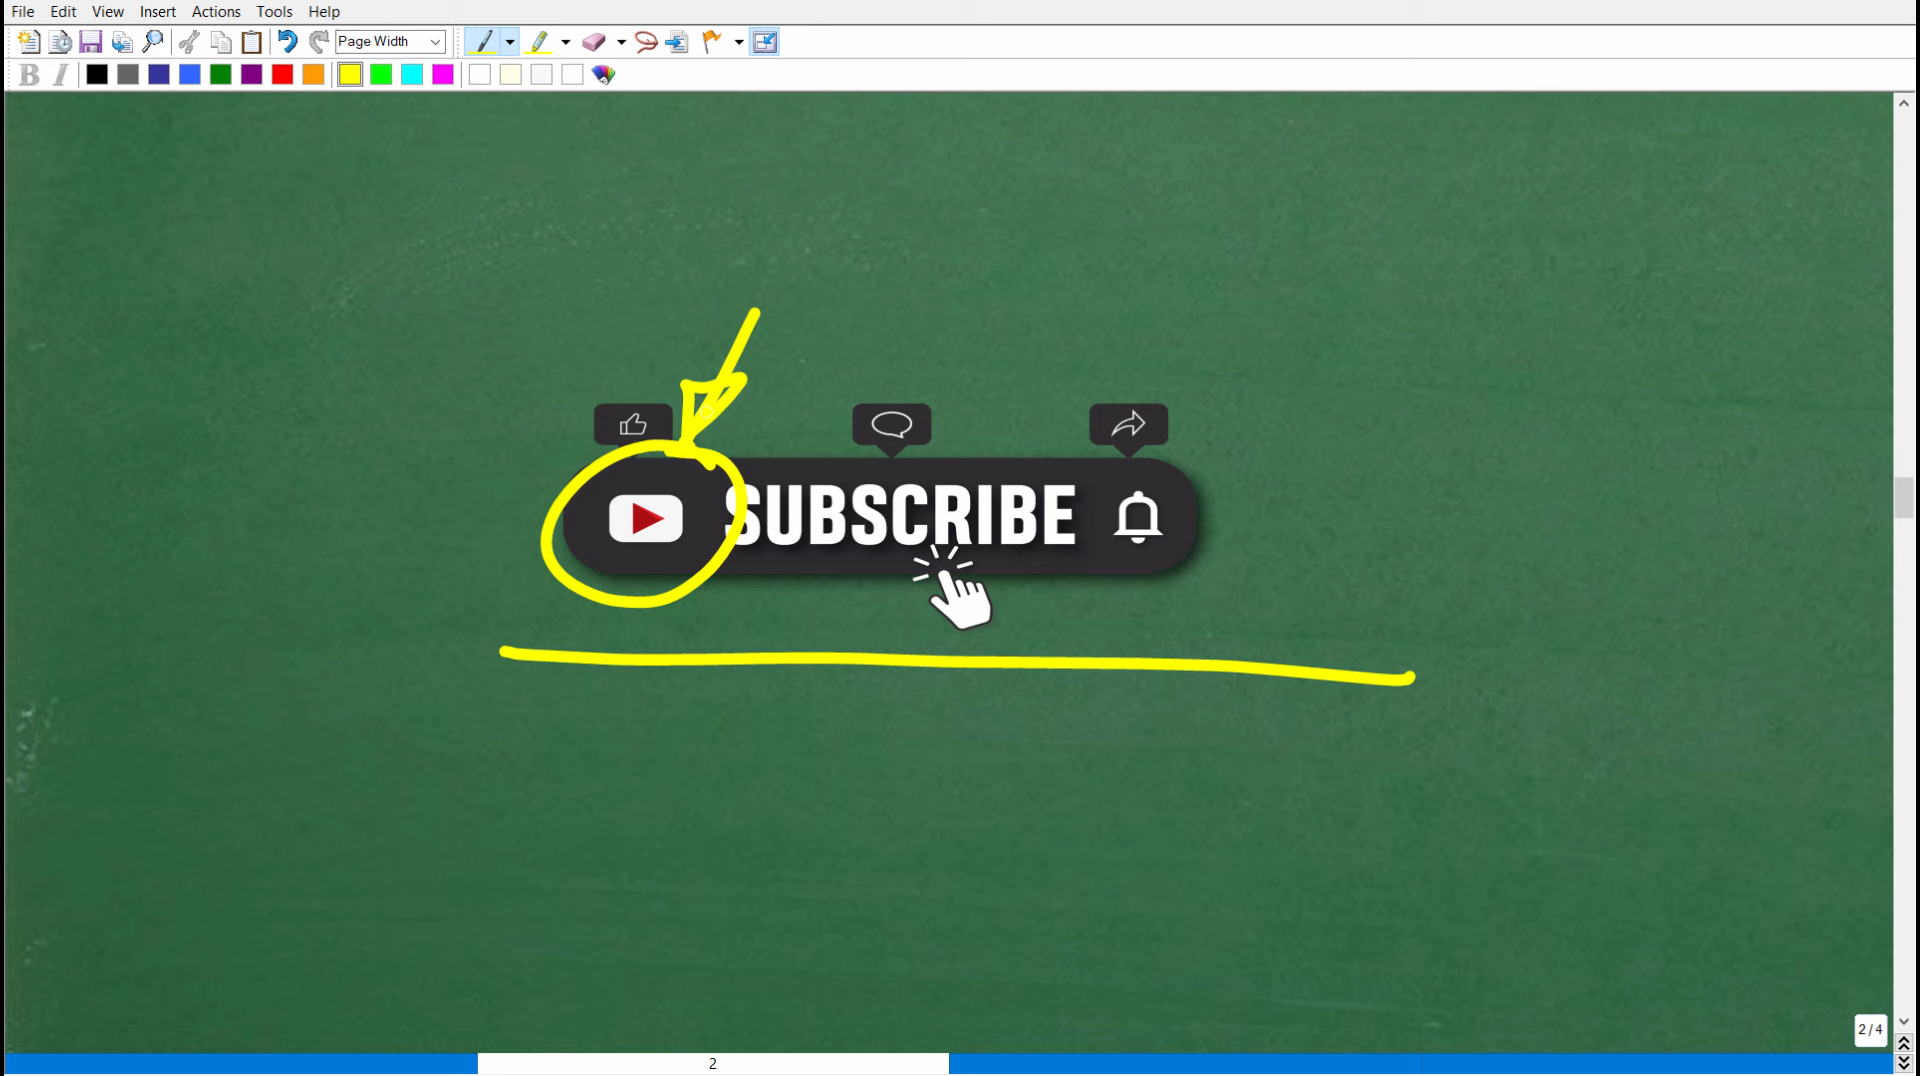 File Edit View Insert Actions Tools Help
Page Width
B I
SUBSCRIBE
2 / 4
2